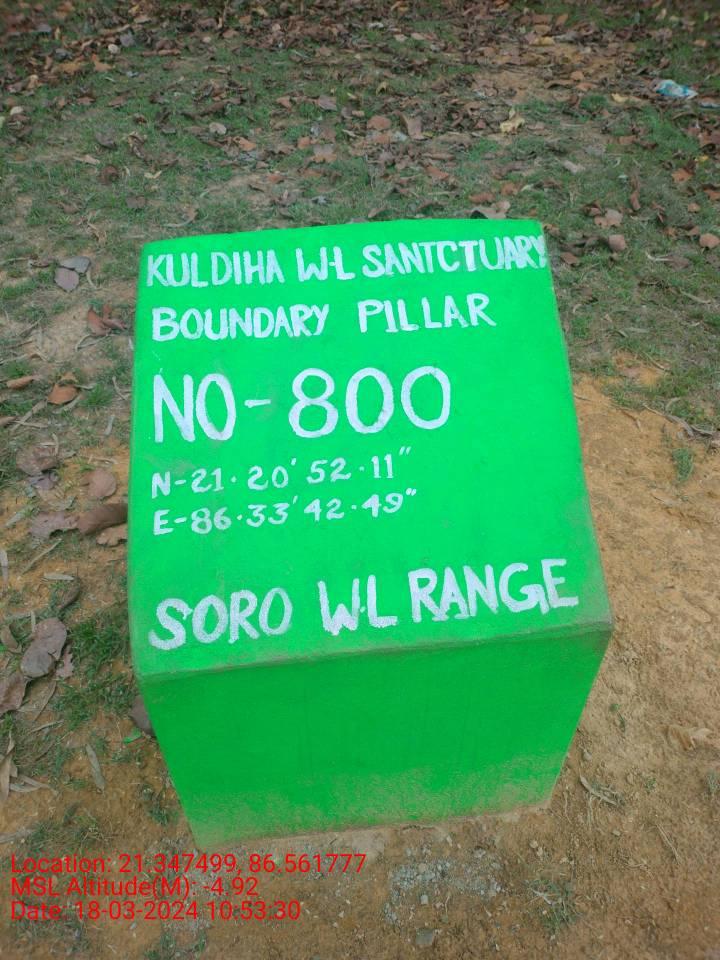 KULDIHA W-L SANTCTUARY
BOUNDARY PILLAR
NO-800
N-21·20' 52·11"
E-86·33' 42·49"
SORO W.L RANGE
Location: 21.347499, 86.561777
MSL Altitude(M): -4.92
Date: 18-03-2024 10:53:30